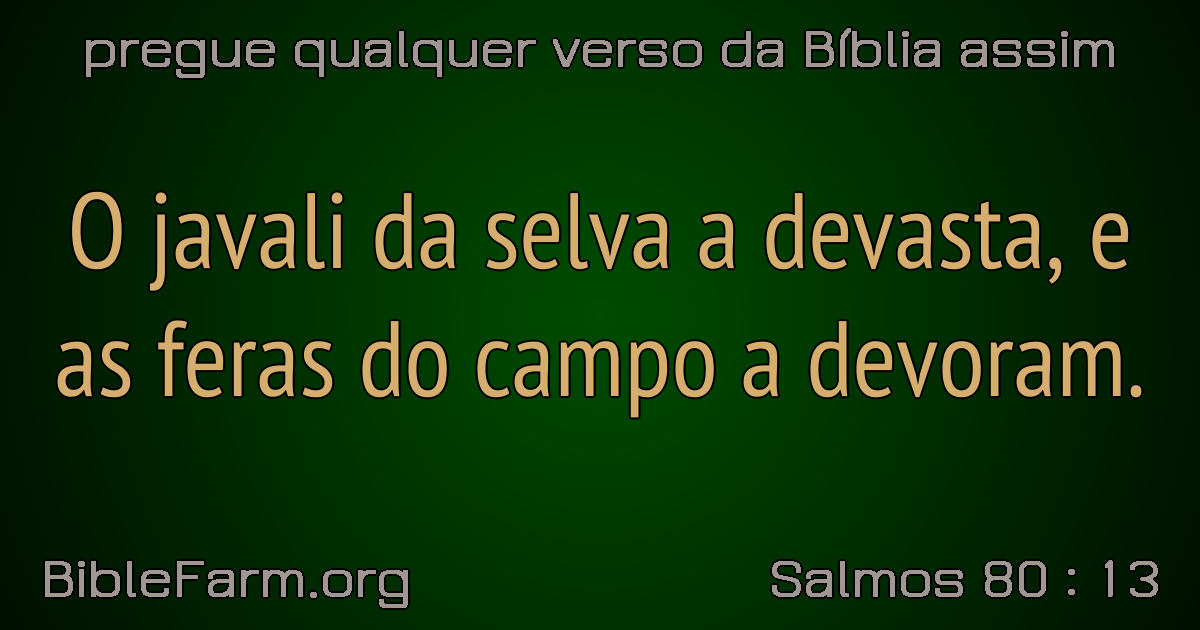 pregue qualquer verso da Bíblia assim
O javali da selva a devasta, e
as feras do campo a devoram.
BibleFarm.org
Salmos 80 : 13